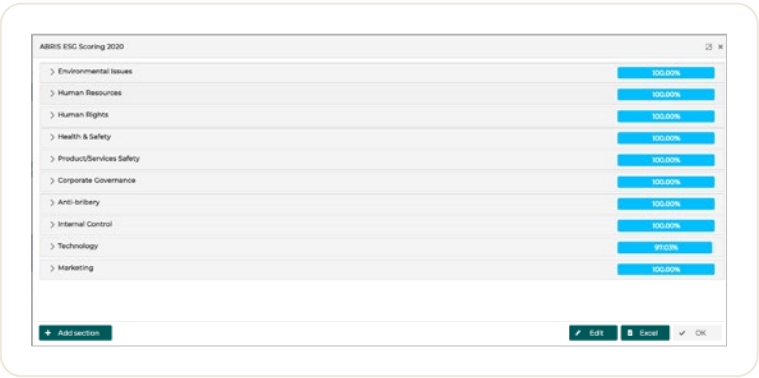 ABRIS ESG Scoring 2020
Environmental Issues 100.00%
Human Resources 100.00%
Human Rights 100.00%
Health & Safety 100.00%
Product/Services Safety 100.00%
Corporate Governance 100.00%
Anti-bribery 100.00%
Internal Control 100.00%
Technology 97.03%
Marketing 100.00%
Add section Edit Excel OK